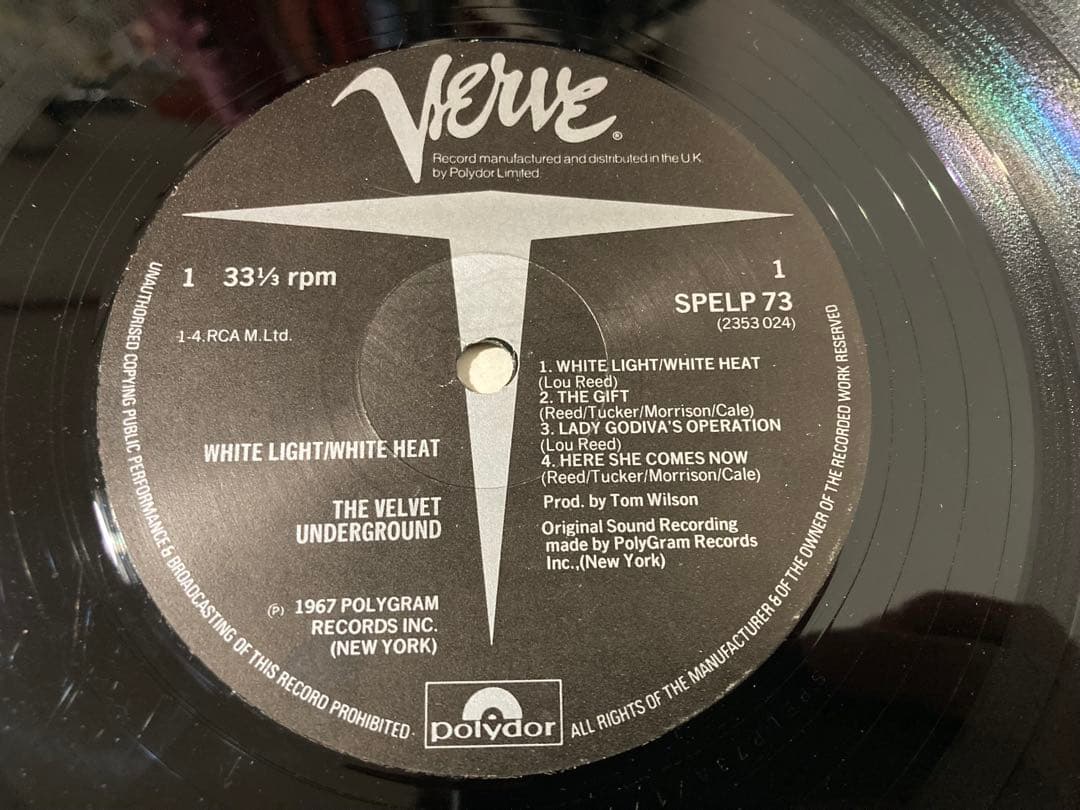 Verve®
Record manufactured and distributed in the U.K.
by Polydor Limited
1 33⅓ rpm
1
SPELP 73
(2353 024)
1-4.RCA M.Ltd.
1. WHITE LIGHT/WHITE HEAT
(Lou Reed)
2. THE GIFT
(Reed/Tucker/Morrison/Cale)
3. LADY GODIVA'S OPERATION
(Lou Reed)
4. HERE SHE COMES NOW
(Reed/Tucker/Morrison/Cale)
Prod. by Tom Wilson
Original Sound Recording
made by PolyGram Records
Inc.,(New York)
WHITE LIGHT/WHITE HEAT
THE VELVET
UNDERGROUND
℗ 1967 POLYGRAM
RECORDS INC.
(NEW YORK)
polydor
UNAUTHORISED COPYING PUBLIC PERFORMANCE & BROADCASTING OF THIS RECORD PROHIBITED·
ALL RIGHTS OF THE MANUFACTURER & OF THE OWNER OF THE RECORDED WORK RESERVED